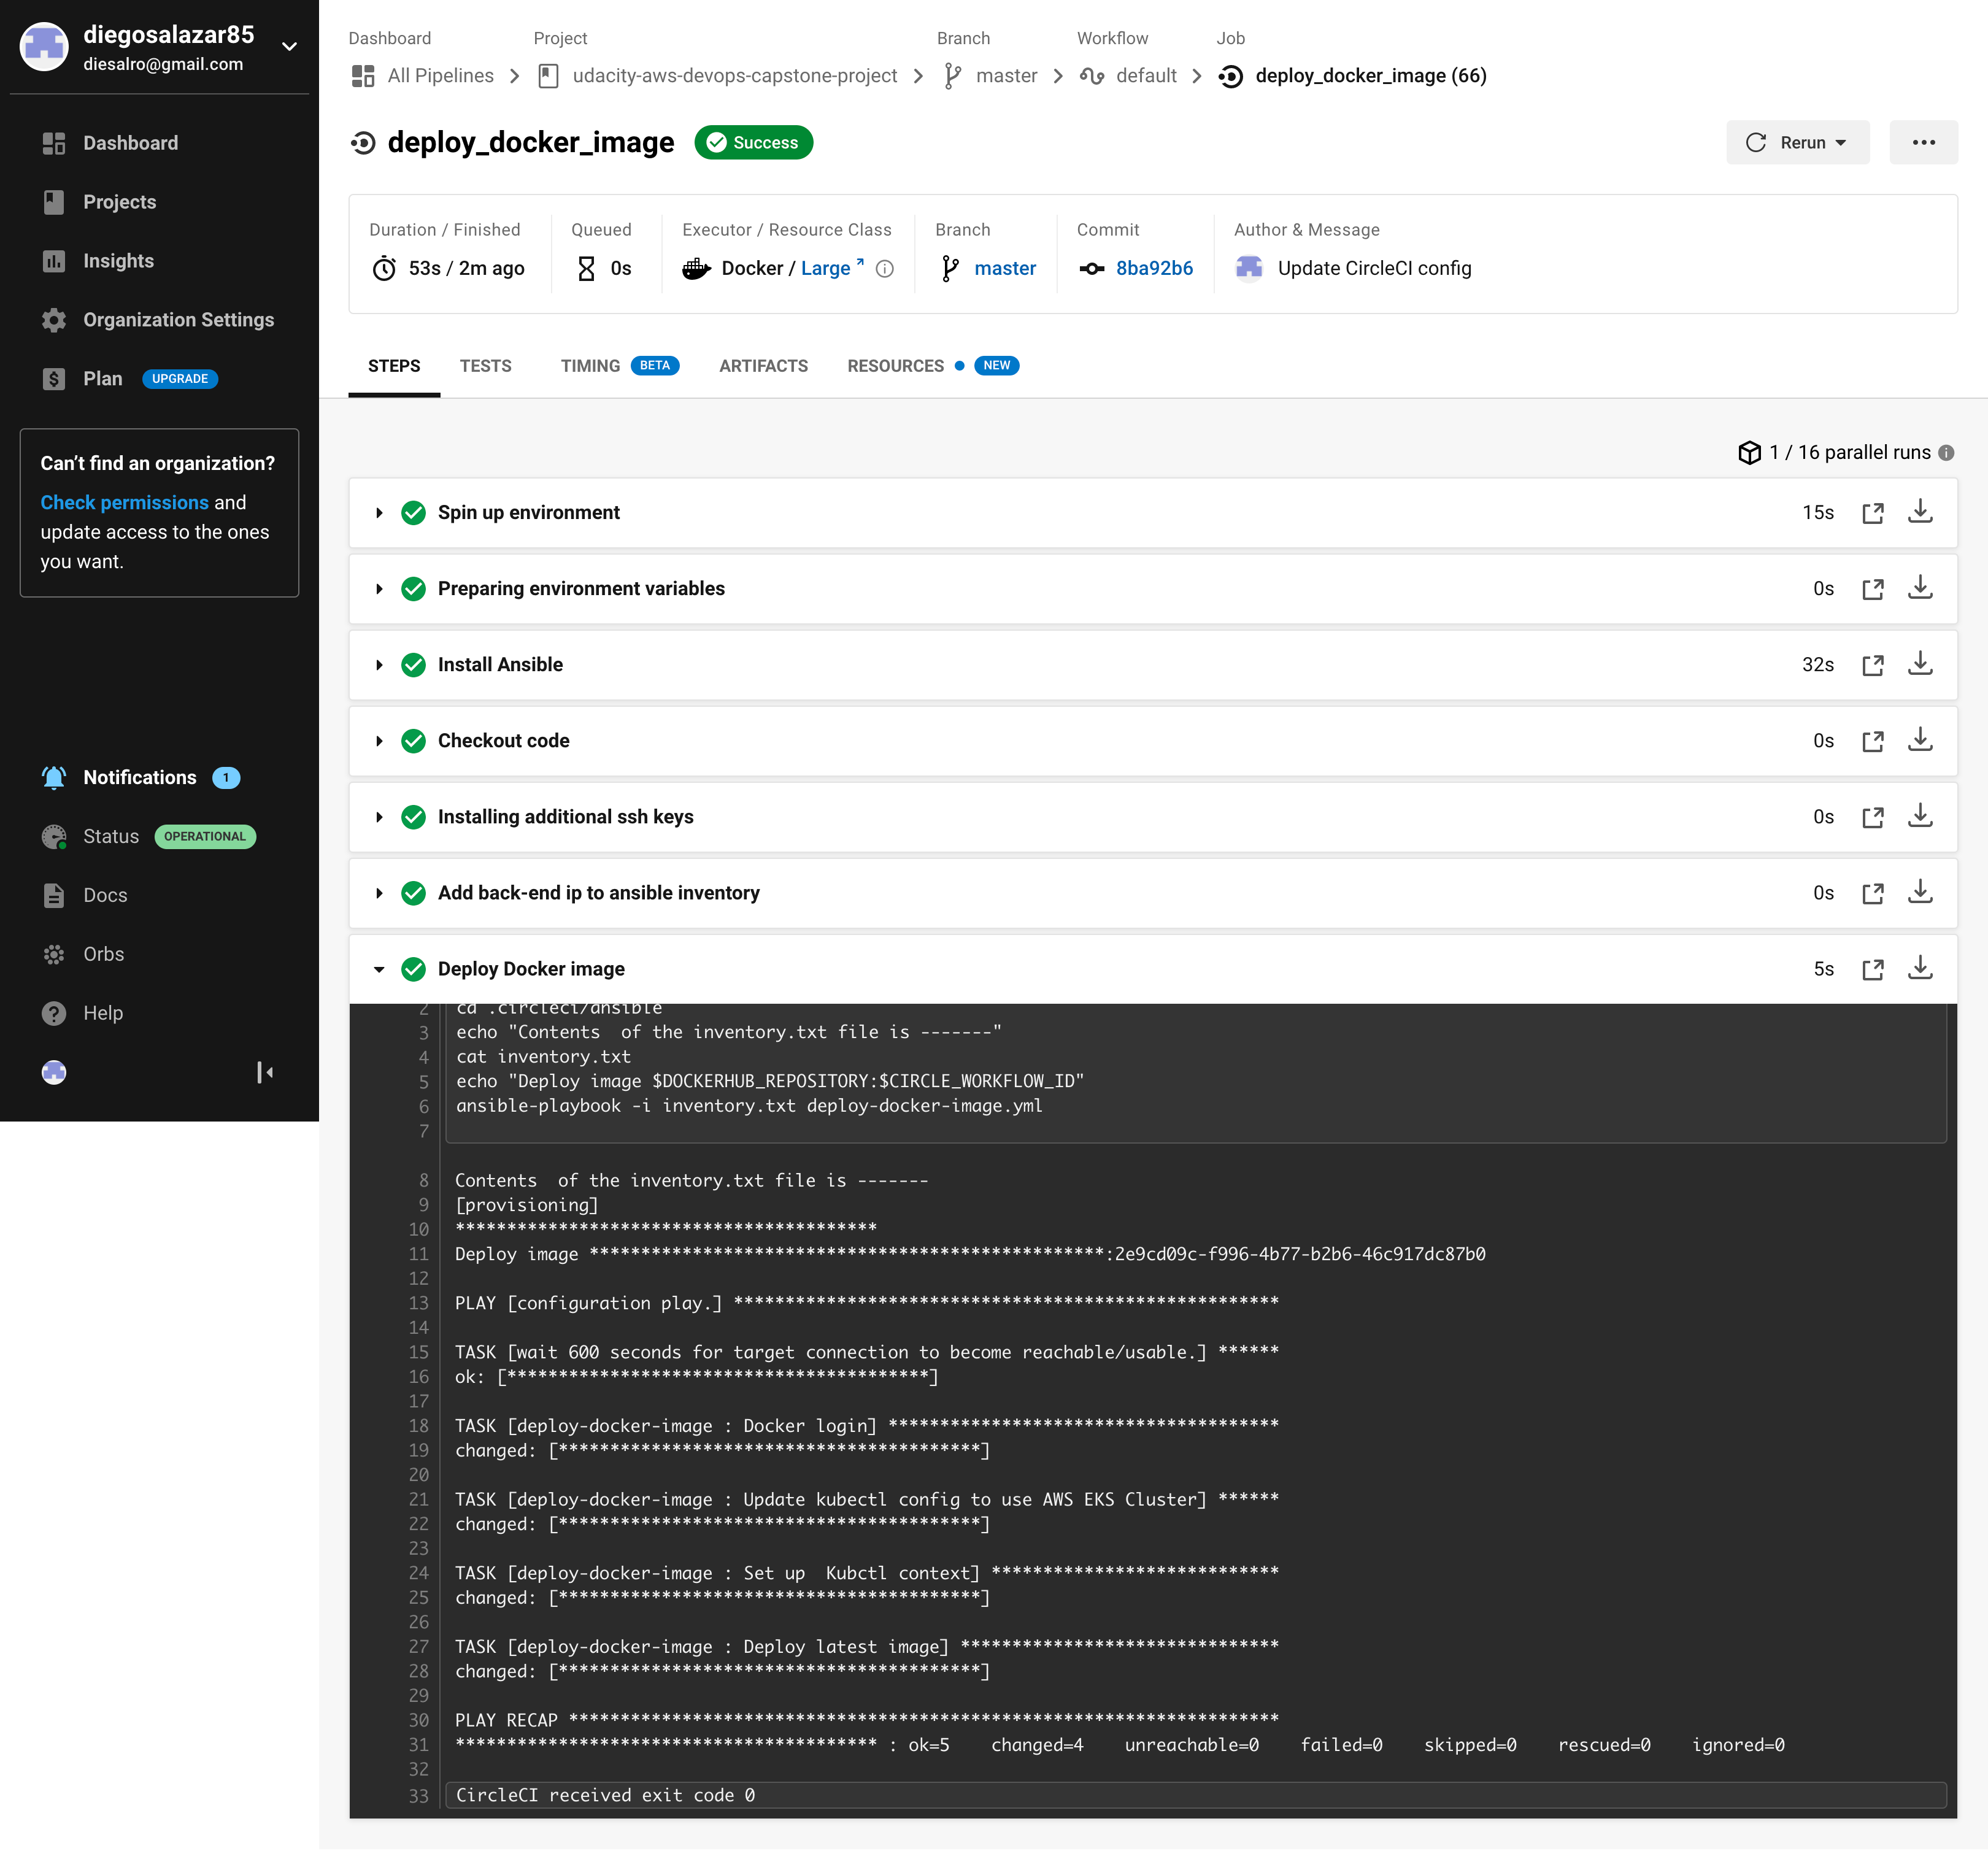 diegosalazar85
diesalro@gmail.com
Dashboard
Projects
Insights
Organization Settings
Plan UPGRADE
Can't find an organization?
Check permissions and
update access to the ones
you want.
Notifications 1
Status OPERATIONAL
Docs
Orbs
Help
Dashboard Project Branch Workflow Job
All Pipelines udacity-aws-devops-capstone-project master default deploy_docker_image (66)
deploy_docker_image Success Rerun
Duration / Finished Queued Executor / Resource Class Branch Commit Author & Message
53s / 2m ago 0s Docker / Large master 8ba92b6 Update CircleCI config
STEPS TESTS TIMING BETA ARTIFACTS RESOURCES NEW
1 / 16 parallel runs
Spin up environment 15s
Preparing environment variables 0s
Install Ansible 32s
Checkout code 0s
Installing additional ssh keys 0s
Add back-end ip to ansible inventory 0s
Deploy Docker image 5s
2 cd .circleci/ansible
3 echo "Contents  of the inventory.txt file is -------"
4 cat inventory.txt
5 echo "Deploy image $DOCKERHUB_REPOSITORY:$CIRCLE_WORKFLOW_ID"
6 ansible-playbook -i inventory.txt deploy-docker-image.yml
7
8 Contents  of the inventory.txt file is -------
9 [provisioning]
10 *****************************************
11 Deploy image **************************************************:2e9cd09c-f996-4b77-b2b6-46c917dc87b0
12
13 PLAY [configuration play.] *****************************************************
14
15 TASK [wait 600 seconds for target connection to become reachable/usable.] ******
16 ok: [*****************************************]
17
18 TASK [deploy-docker-image : Docker login] **************************************
19 changed: [*****************************************]
20
21 TASK [deploy-docker-image : Update kubectl config to use AWS EKS Cluster] ******
22 changed: [*****************************************]
23
24 TASK [deploy-docker-image : Set up  Kubctl context] ****************************
25 changed: [*****************************************]
26
27 TASK [deploy-docker-image : Deploy latest image] *******************************
28 changed: [*****************************************]
29
30 PLAY RECAP *********************************************************************
31 ***************************************** : ok=5    changed=4    unreachable=0    failed=0    skipped=0    rescued=0    ignored=0
32
33 CircleCI received exit code 0